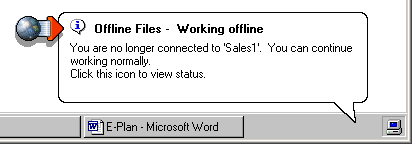 Offline Files - Working offline
You are no longer connected to 'Sales1'. You can continue
working normally.
Click this icon to view status.
E-Plan - Microsoft Word